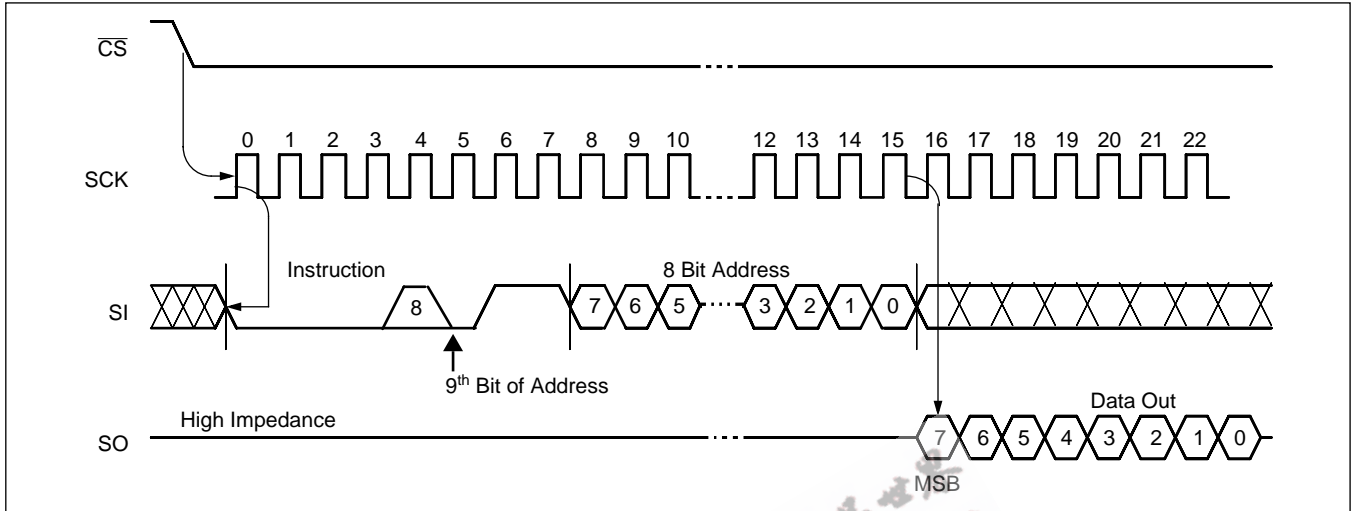 CS
0 1 2 3 4 5 6 7 8 9 10 12 13 14 15 16 17 18 19 20 21 22
SCK
Instruction 8 Bit Address
SI 8 7 6 5 3 2 1 0
9th Bit of Address
High Impedance Data Out
SO 7 6 5 4 3 2 1 0
MSB